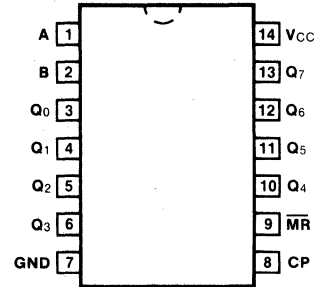 A 1 14 VCC
B 2 13 Q7
Q0 3 12 Q6
Q1 4 11 Q5
Q2 5 10 Q4
Q3 6 9 M̅R̅
GND 7 8 CP